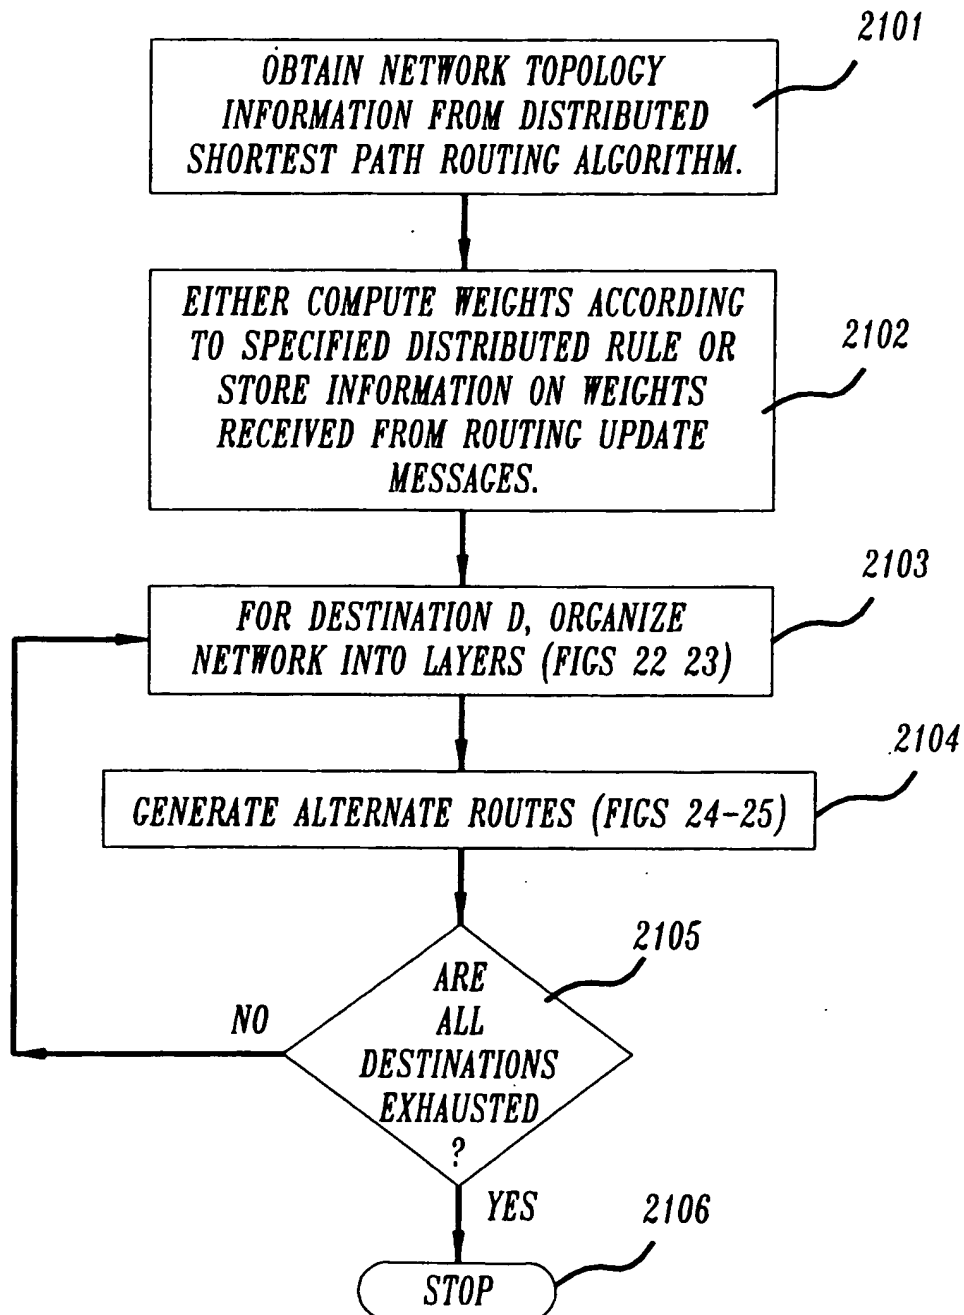 2101
OBTAIN NETWORK TOPOLOGY
INFORMATION FROM DISTRIBUTED
SHORTEST PATH ROUTING ALGORITHM.
2102
EITHER COMPUTE WEIGHTS ACCORDING
TO SPECIFIED DISTRIBUTED RULE OR
STORE INFORMATION ON WEIGHTS
RECEIVED FROM ROUTING UPDATE
MESSAGES.
2103
FOR DESTINATION D, ORGANIZE
NETWORK INTO LAYERS (FIGS 22 23)
2104
GENERATE ALTERNATE ROUTES (FIGS 24-25)
2105
ARE
ALL
DESTINATIONS
EXHAUSTED
?
NO
YES
2106
STOP